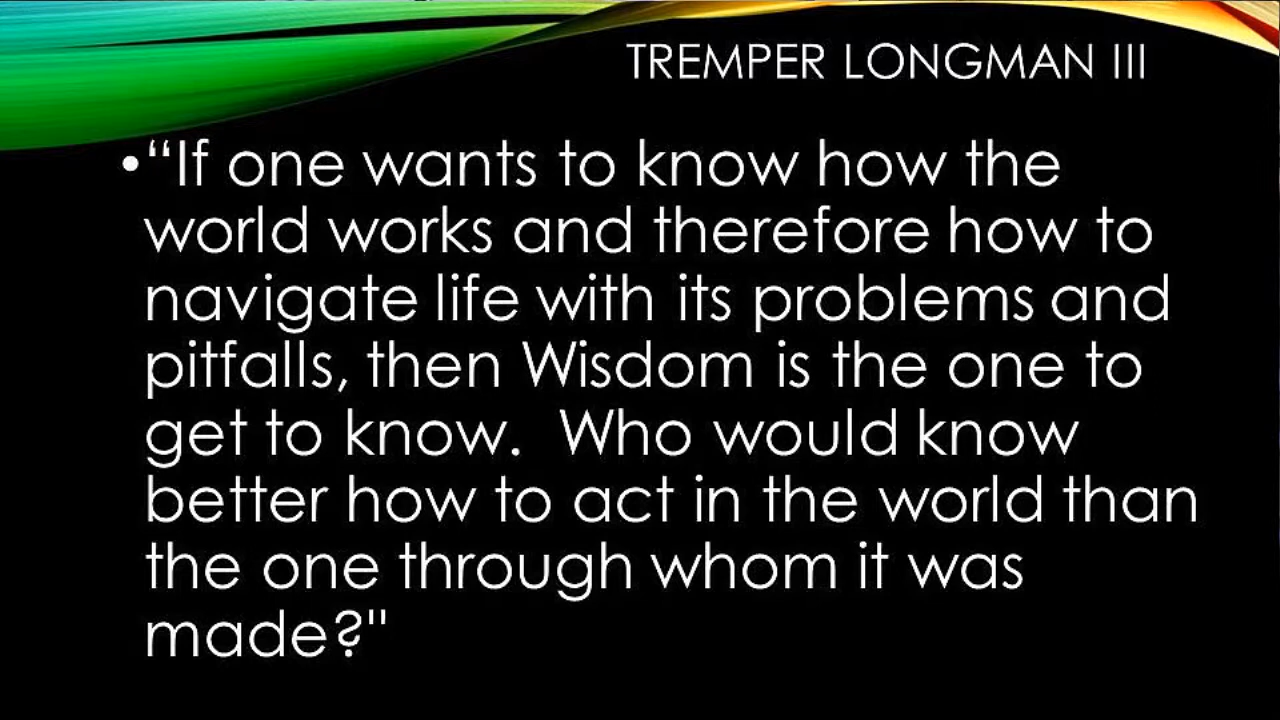 TREMPER LONGMAN III
•“If one wants to know how the
world works and therefore how to
navigate life with its problems and
pitfalls, then Wisdom is the one to
get to know.  Who would know
better how to act in the world than
the one through whom it was
made?"